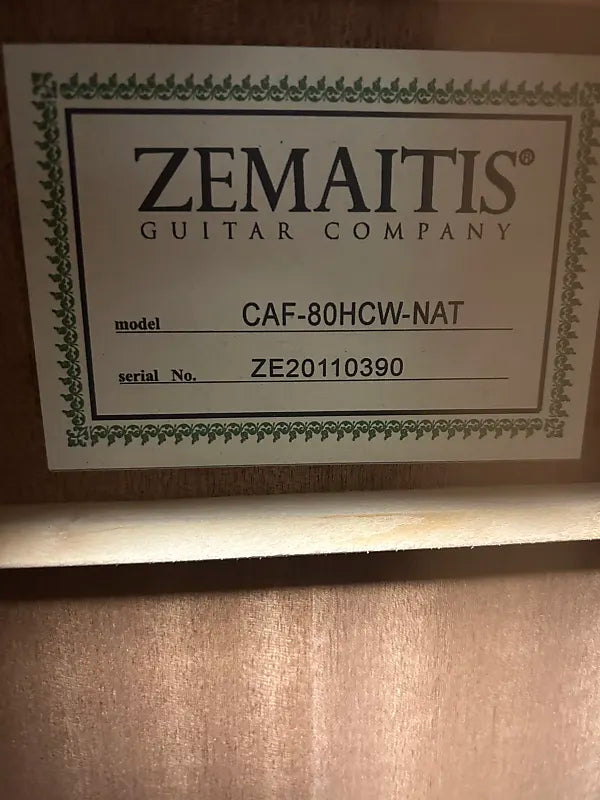 ZEMAITIS®
GUITAR COMPANY
model CAF-80HCW-NAT
serial No. ZE20110390